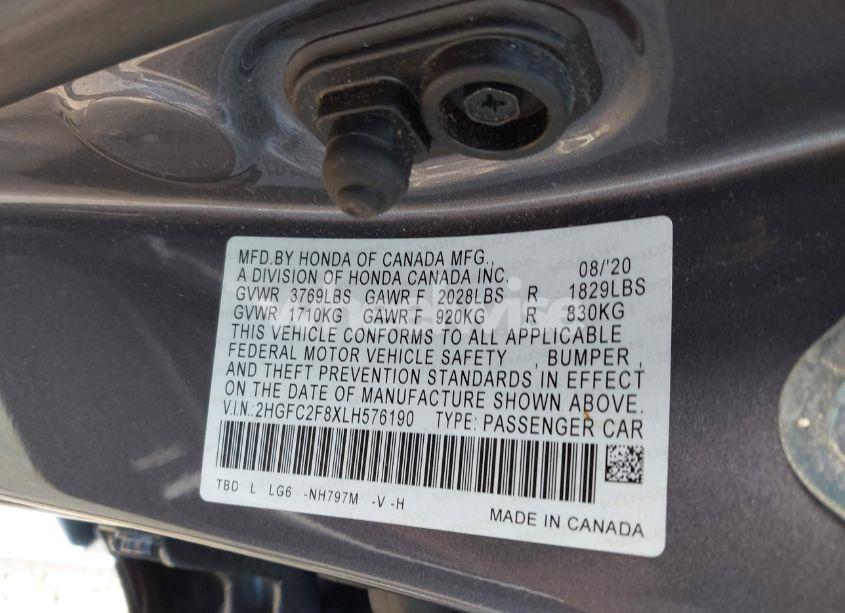 MFD.BY HONDA OF CANADA MFG.,
A DIVISION OF HONDA CANADA INC. 08/'20
GVWR 3769LBS GAWR F 2028LBS R 1829LBS
GVWR 1710KG GAWR F 920KG R 830KG
THIS VEHICLE CONFORMS TO ALL APPLICABLE
FEDERAL MOTOR VEHICLE SAFETY , BUMPER ,
AND THEFT PREVENTION STANDARDS IN EFFECT
ON THE DATE OF MANUFACTURE SHOWN ABOVE.
V.I.N.:2HGFC2F8XLH576190 TYPE: PASSENGER CAR
TBD L LG6 -NH797M -V -H
MADE IN CANADA